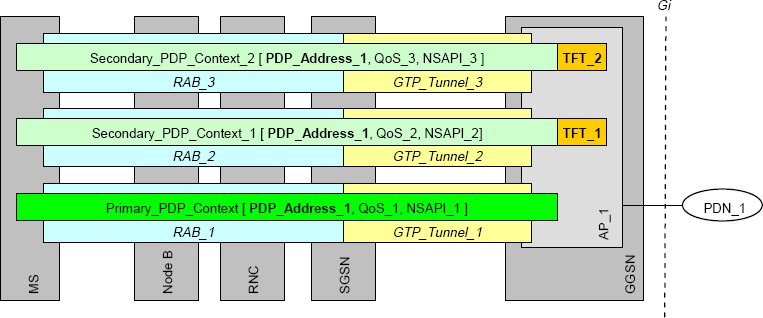 Gi
Secondary_PDP_Context_2 [ PDP_Address_1, QoS_3, NSAPI_3 ]
TFT_2
RAB_3
GTP_Tunnel_3
Secondary_PDP_Context_1 [ PDP_Address_1, QoS_2, NSAPI_2]
TFT_1
RAB_2
GTP_Tunnel_2
Primary_PDP_Context [ PDP_Address_1, QoS_1, NSAPI_1 ]
PDN_1
RAB_1
GTP_Tunnel_1
AP_1
MS
Node B
RNC
SGSN
GGSN